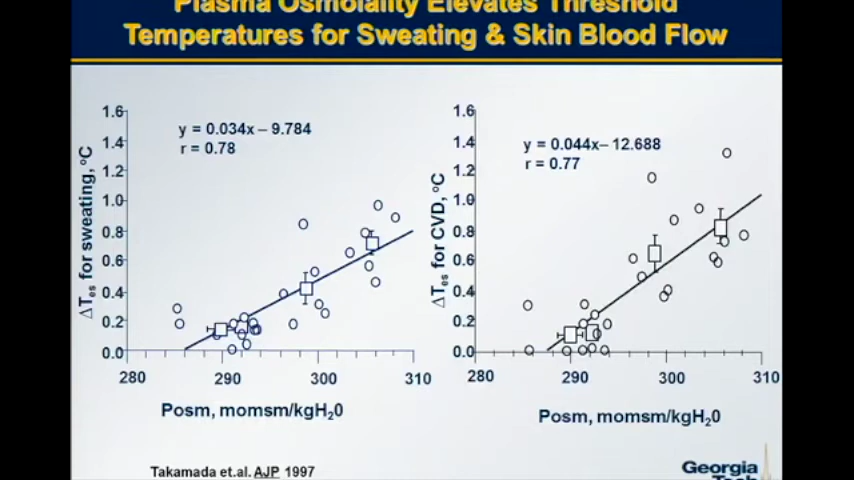 Plasma Osmolality Elevates Threshold
Temperatures for Sweating & Skin Blood Flow
y = 0.034x – 9.784
r = 0.78
ΔTes for sweating, °C
1.6
1.4
1.2
1.0
0.8
0.6
0.4
0.2
0.0
280 290 300 310
Posm, momsm/kgH20
y = 0.044x– 12.688
r = 0.77
ΔTes for CVD, °C
1.6
1.4
1.2
1.0
0.8
0.6
0.4
0.2
0.0
280 290 300 310
Posm, momsm/kgH20
Takamada et.al. AJP 1997
Georgia
Tech